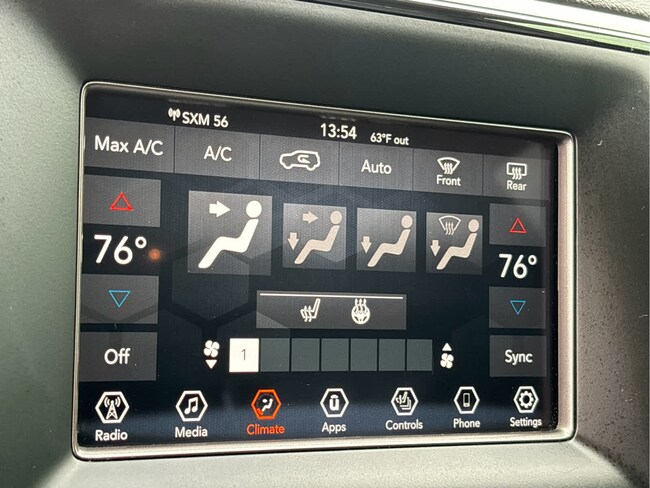 SXM 56
13:54
63°F out
Max A/C
A/C
Auto
Front
Rear
76°
76°
Off
1
Sync
Radio
Media
Climate
Apps
Controls
Phone
Settings